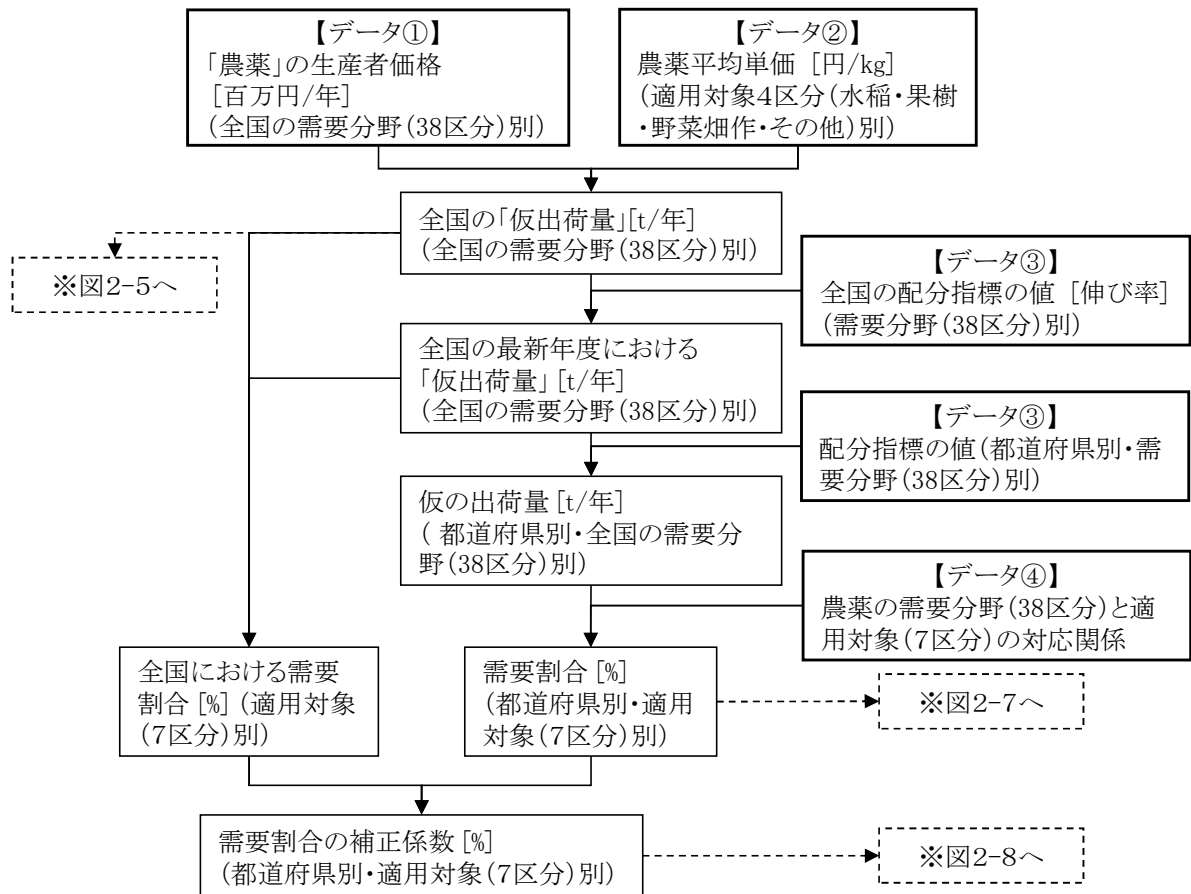 【データ①】
「農薬」の生産者価格
[百万円/年]
(全国の需要分野(38区分)別)
【データ②】
農薬平均単価 [円/kg]
(適用対象4区分(水稲・果樹
・野菜畑作・その他)別)
全国の「仮出荷量」[t/年]
(全国の需要分野(38区分)別)
※図2-5へ
【データ③】
全国の配分指標の値 [伸び率]
(需要分野(38区分)別)
全国の最新年度における
「仮出荷量」[t/年]
(全国の需要分野(38区分)別)
【データ③】
配分指標の値(都道府県別・需
要分野(38区分)別)
仮の出荷量 [t/年]
( 都道府県別・全国の需要分
野(38区分)別)
【データ④】
農薬の需要分野(38区分)と適
用対象(7区分)の対応関係
全国における需要
割合 [%] (適用対象
(7区分)別)
需要割合 [%]
(都道府県別・適用
対象(7区分)別)
※図2-7へ
需要割合の補正係数 [%]
(都道府県別・適用対象(7区分)別)
※図2-8へ